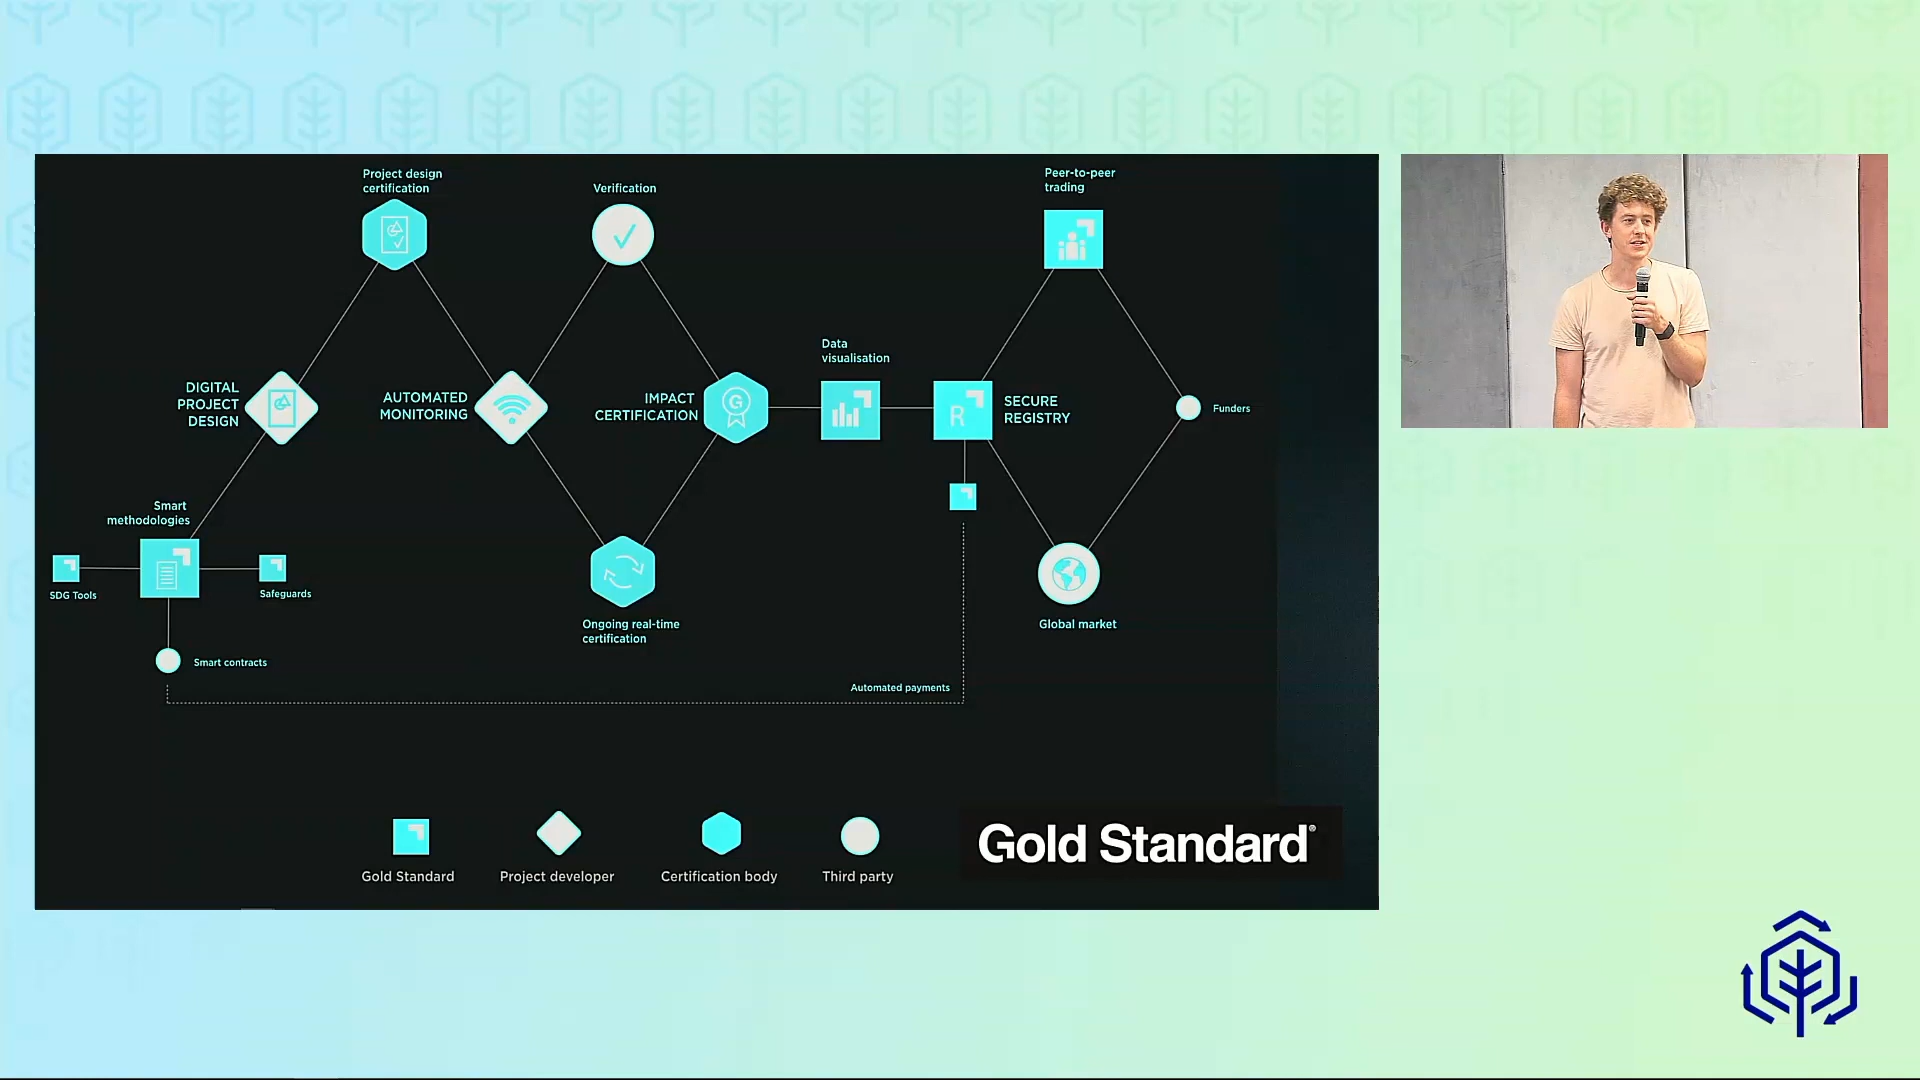 Project design
certification
Verification
Peer-to-peer
trading
Data
visualisation
DIGITAL
PROJECT
DESIGN
AUTOMATED
MONITORING
IMPACT
CERTIFICATION
G
R
SECURE
REGISTRY
Funders
Smart
methodologies
SDG Tools
Safeguards
Ongoing real-time
certification
Global market
Smart contracts
Automated payments
Gold Standard
Project developer
Certification body
Third party
Gold Standard®